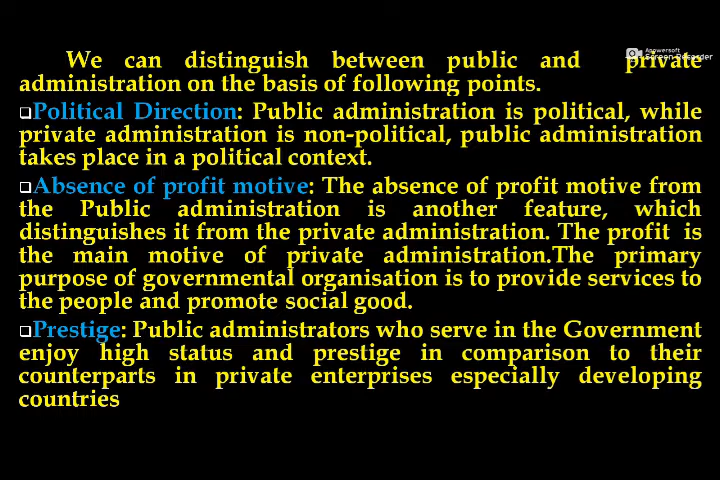 We can distinguish between public and private
Apowersoft
Screen Recorder
administration on the basis of following points.
❑Political Direction: Public administration is political, while
private administration is non-political, public administration
takes place in a political context.
❑Absence of profit motive: The absence of profit motive from
the Public administration is another feature, which
distinguishes it from the private administration. The profit is
the main motive of private administration.The primary
purpose of governmental organisation is to provide services to
the people and promote social good.
❑Prestige: Public administrators who serve in the Government
enjoy high status and prestige in comparison to their
counterparts in private enterprises especially developing
countries